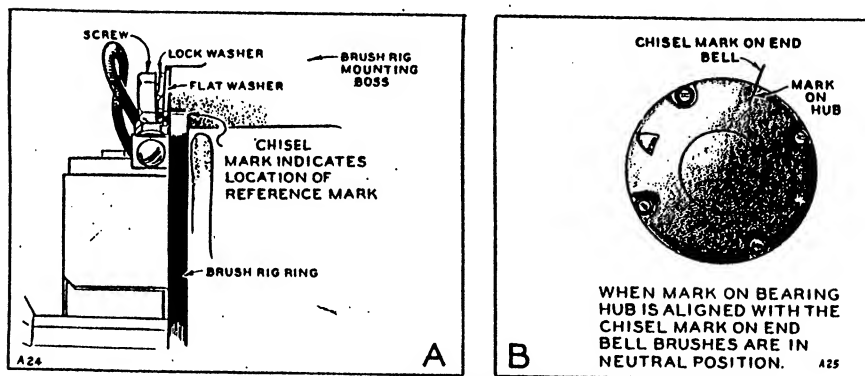 SCREW
LOCK WASHER
FLAT WASHER
BRUSH RIG
MOUNTING
BOSS
CHISEL
MARK INDICATES
LOCATION OF
REFERENCE MARK
BRUSH RIG RING
A24
A
CHISEL MARK ON END
BELL
MARK
ON
HUB
WHEN MARK ON BEARING
HUB IS ALIGNED WITH THE
CHISEL MARK ON END
BELL BRUSHES ARE IN
NEUTRAL POSITION.
B
A25